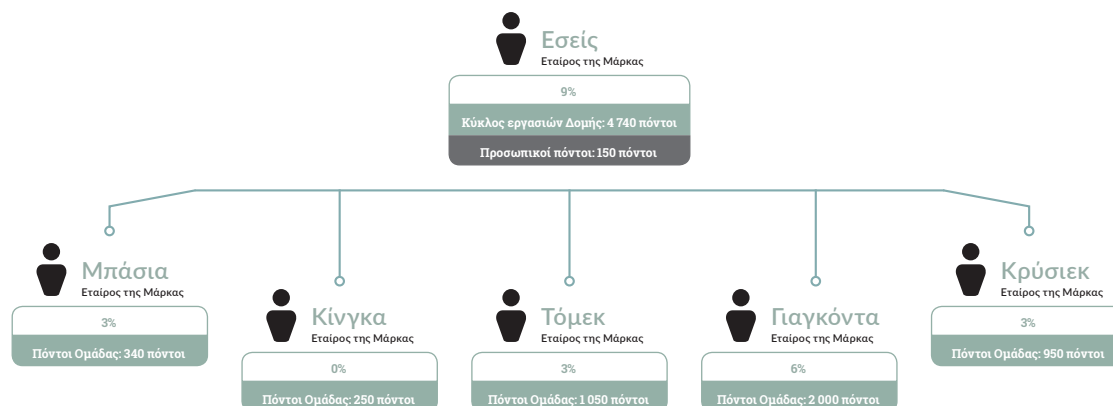 Εσείς
Εταίρος της Μάρκας
9%
Κύκλος εργασιών Δομής: 4 740 πόντοι
Προσωπικοί πόντοι: 150 πόντοι
Μπάσια
Εταίρος της Μάρκας
3%
Πόντοι Ομάδας: 340 πόντοι
Κίνγκα
Εταίρος της Μάρκας
0%
Πόντοι Ομάδας: 250 πόντοι
Τόμεκ
Εταίρος της Μάρκας
3%
Πόντοι Ομάδας: 1 050 πόντοι
Γιαγκόντα
Εταίρος της Μάρκας
6%
Πόντοι Ομάδας: 2 000 πόντοι
Κρύσιεκ
Εταίρος της Μάρκας
3%
Πόντοι Ομάδας: 950 πόντοι